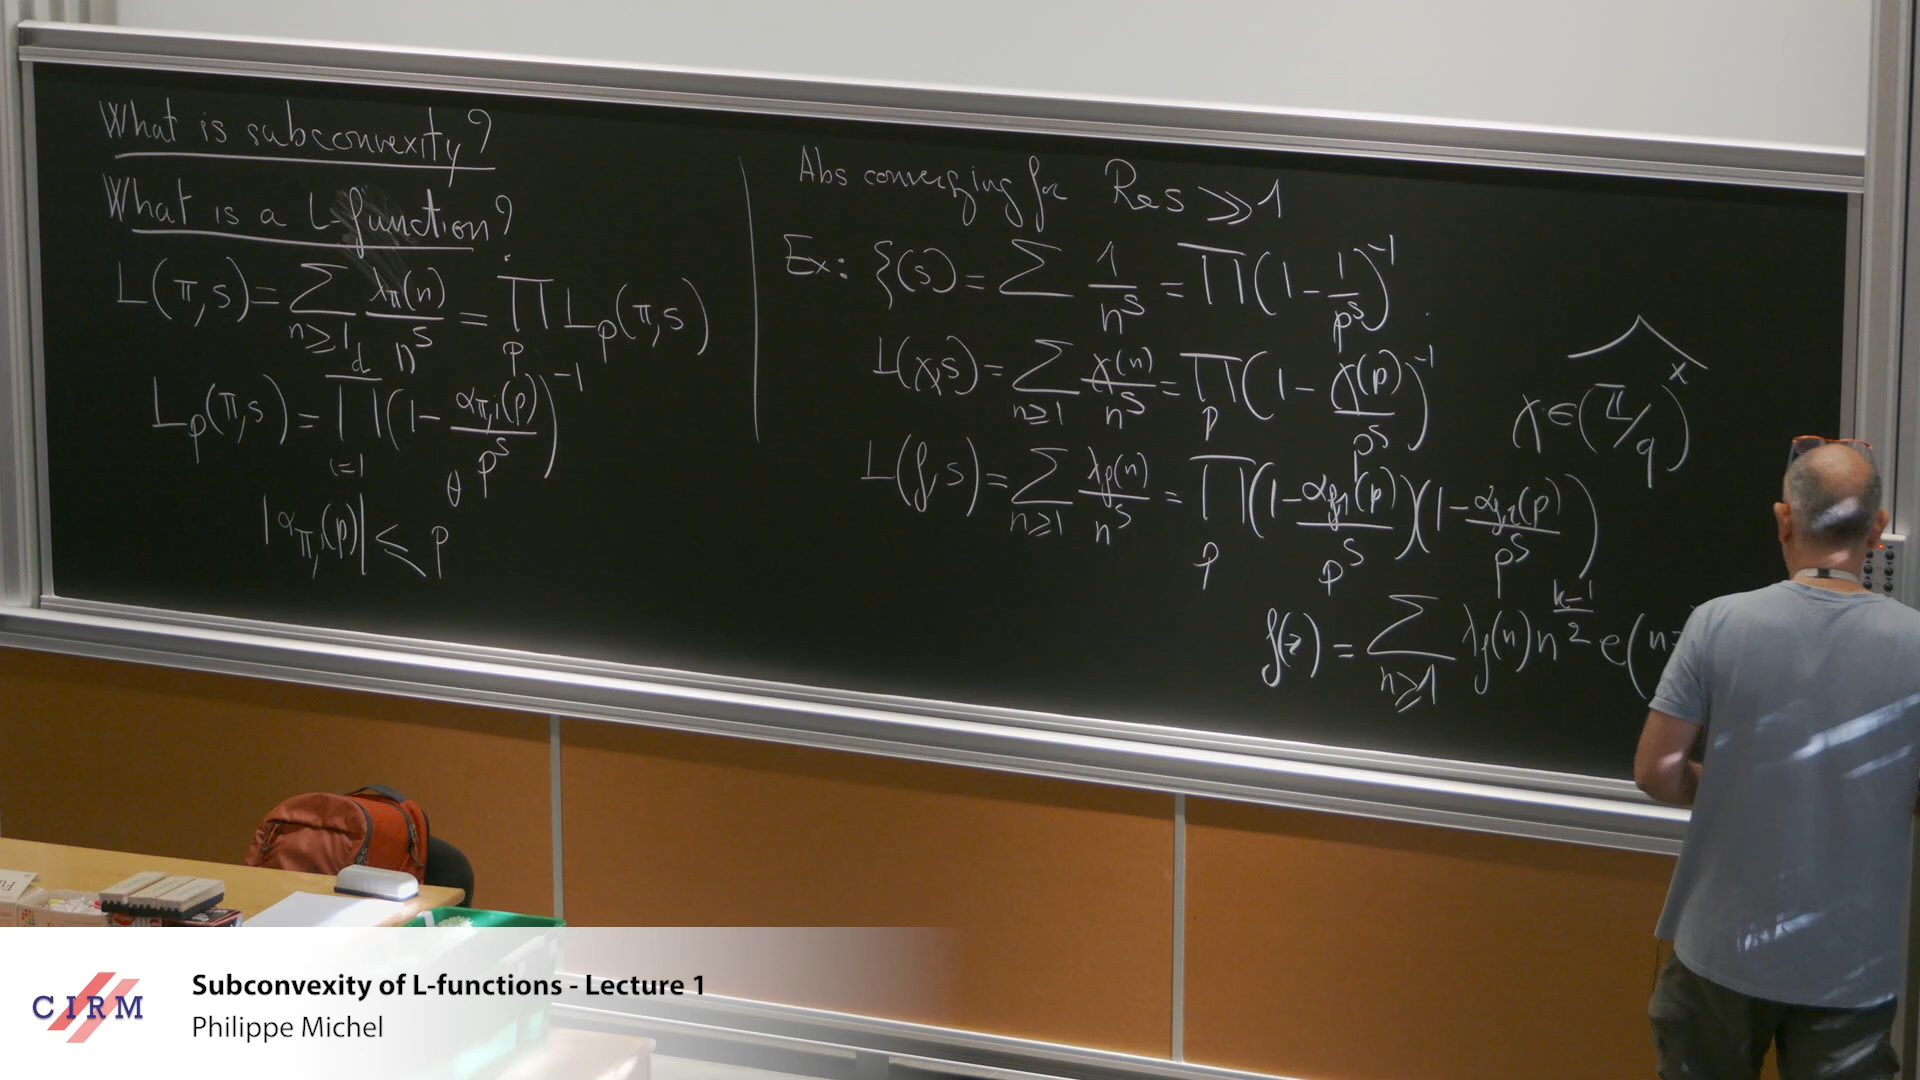 What is subconvexity?
What is a L-function?
L(π,s) = ∑_{n≥1} λ_π(n)/n^s = ∏_p L_p(π,s)
L_p(π,s) = ∏_{i=1}^d (1 - α_{π,i}(p)/p^s)^{-1}
|α_{π,i}(p)| ≤ p^θ
Abs converging for Re s >> 1
Ex: ζ(s) = ∑ 1/n^s = ∏ (1 - 1/p^s)^{-1}
L(χ,s) = ∑_{n≥1} χ(n)/n^s = ∏_p (1 - χ(p)/p^s)^{-1}
χ ∈ (ℤ/q)^×^
L(f,s) = ∑_{n≥1} λ_f(n)/n^s = ∏_p (1 - α_{f,1}(p)/p^s)(1 - α_{f,2}(p)/p^s)
f(z) = ∑_{n≥1} λ_f(n) n^{(k-1)/2} e(nz
CIRM
Subconvexity of L-functions - Lecture 1
Philippe Michel